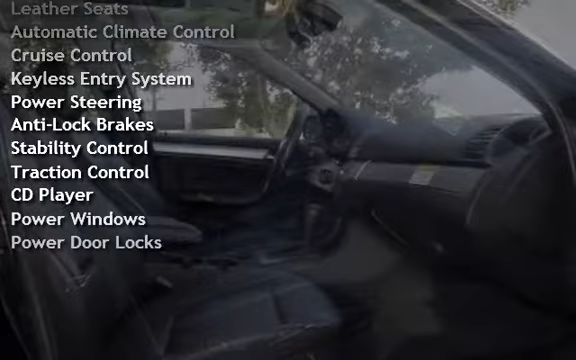 Leather Seats
Automatic Climate Control
Cruise Control
Keyless Entry System
Power Steering
Anti-Lock Brakes
Stability Control
Traction Control
CD Player
Power Windows
Power Door Locks